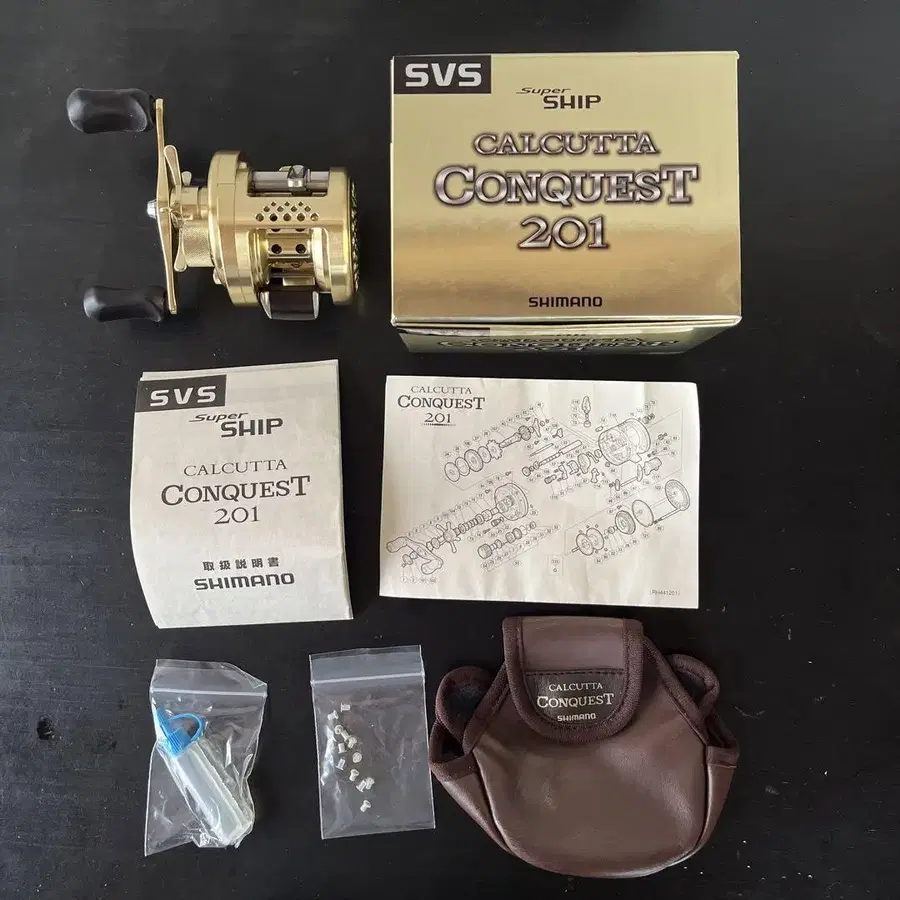 SVS
Super
SHIP
CALCUTTA
CONQUEST
201
SHIMANO
SVS
Super
SHIP
CALCUTTA
CONQUEST
201
取扱説明書
SHIMANO
CALCUTTA
CONQUEST
201
CALCUTTA
CONQUEST
SHIMANO